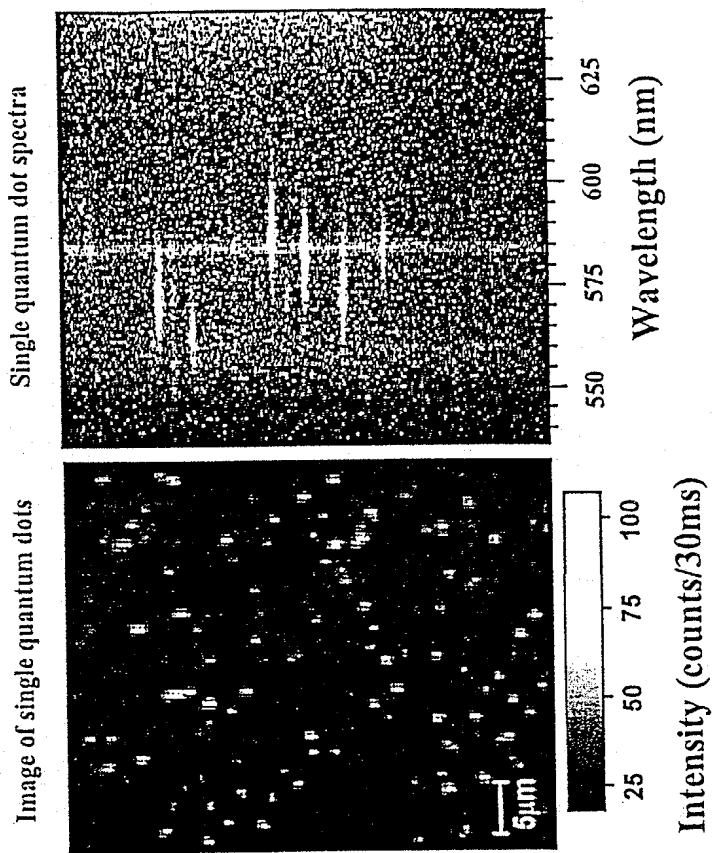 Image of single quantum dots
5μm
25 50 75 100
Intensity (counts/30ms)
Single quantum dot spectra
550 575 600 625
Wavelength (nm)